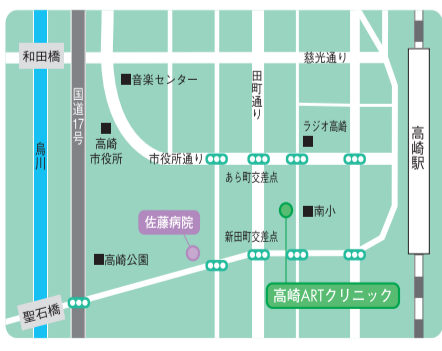 和田橋
慈光通り
国道17号
■音楽センター
田町通り
烏川
高崎
市役所
ラジオ高崎
高崎駅
市役所通り
あら町交差点
佐藤病院
■南小
新田町交差点
■高崎公園
高崎ARTクリニック
聖石橋